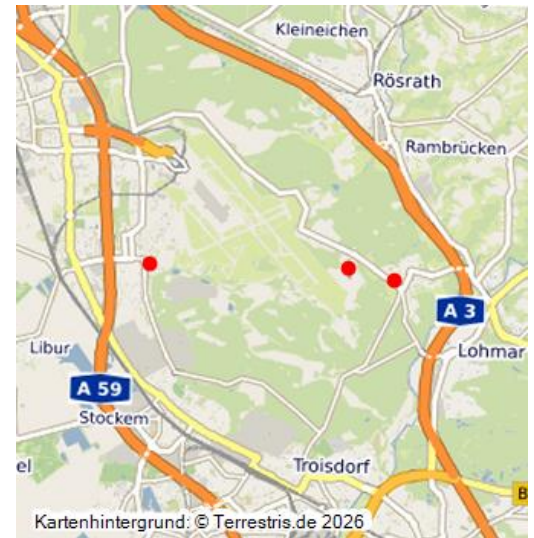 Kleineichen
Rösrath
Rambrücken
A 3
Libur
Lohmar
A 59
Stockem
el
Troisdorf
B
Kartenhintergrund: © Terrestris.de 2026